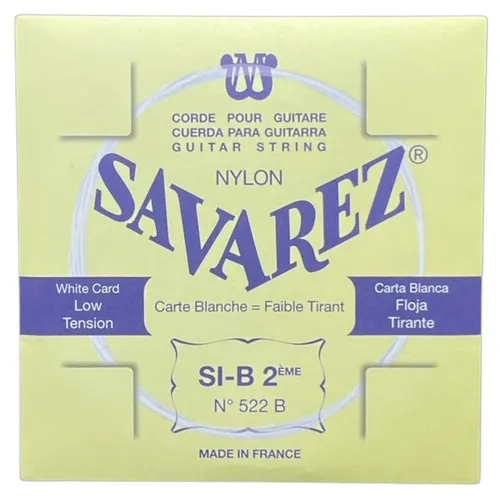 CORDE POUR GUITARE
CUERDA PARA GUITARRA
GUITAR STRING
NYLON
SAVAREZ®
White Card
Low
Tension
Carte Blanche = Faible Tirant
Carta Blanca
Floja
Tirante
SI-B 2ÈME
N° 522 B
MADE IN FRANCE